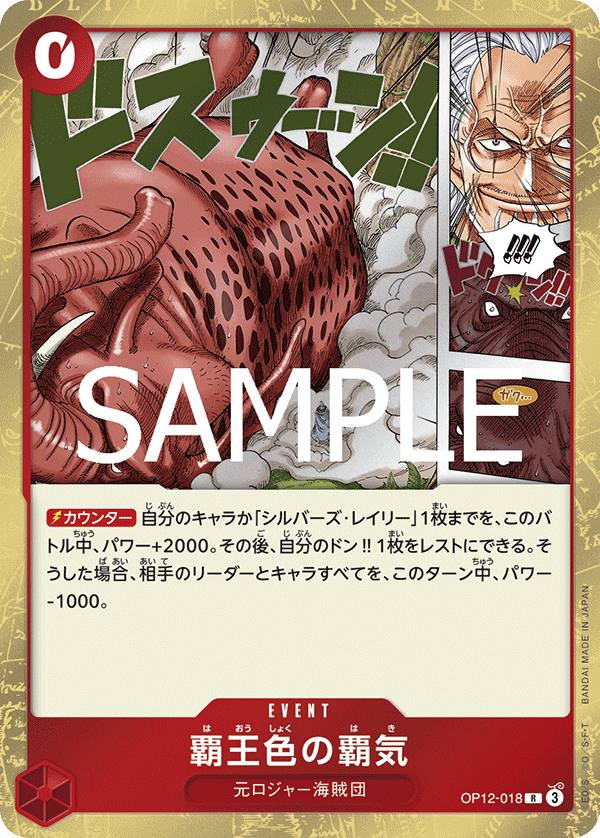 0
ドスゥーン!!
!!!
ドスゥーン!!
ガク…
SAMPLE
カウンター 自分のキャラか「シルバーズ・レイリー」1枚までを、このバ
トル中、パワー+2000。その後、自分のドン!!1枚をレストにできる。そ
うした場合、相手のリーダーとキャラすべてを、このターン中、パワー
-1000。
EVENT
覇王色の覇気
元ロジャー海賊団
OP12-018 R 3
BANDAI MADE IN JAPAN